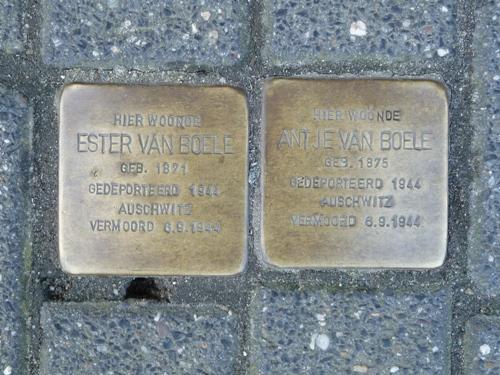 HIER WOONDE
ESTER VAN BOELE
GEB. 1871
GEDEPORTEERD 1944
AUSCHWITZ
VERMOORD 6.9.1944
HIER WOONDE
ANTJE VAN BOELE
GEB. 1875
GEDEPORTEERD 1944
AUSCHWITZ
VERMOORD 6.9.1944